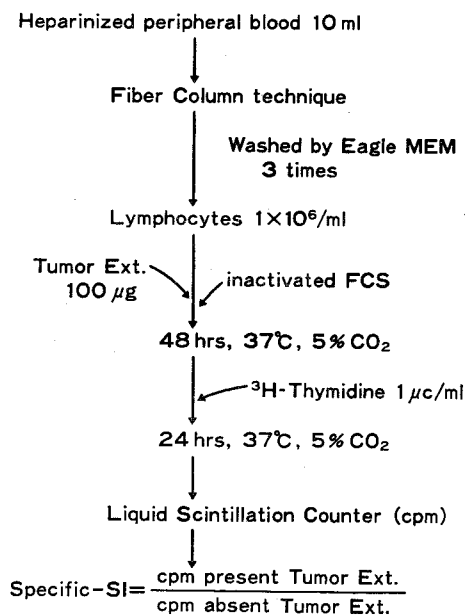 Heparinized peripheral blood 10 ml
Fiber Column technique
Washed by Eagle MEM
3 times
Lymphocytes 1×10⁶/ml
Tumor Ext.
100 μg
inactivated FCS
48 hrs, 37℃, 5% CO₂
³H-Thymidine 1 μc/ml
24 hrs, 37℃, 5% CO₂
Liquid Scintillation Counter (cpm)
Specific-SI= cpm present Tumor Ext.
cpm absent Tumor Ext.